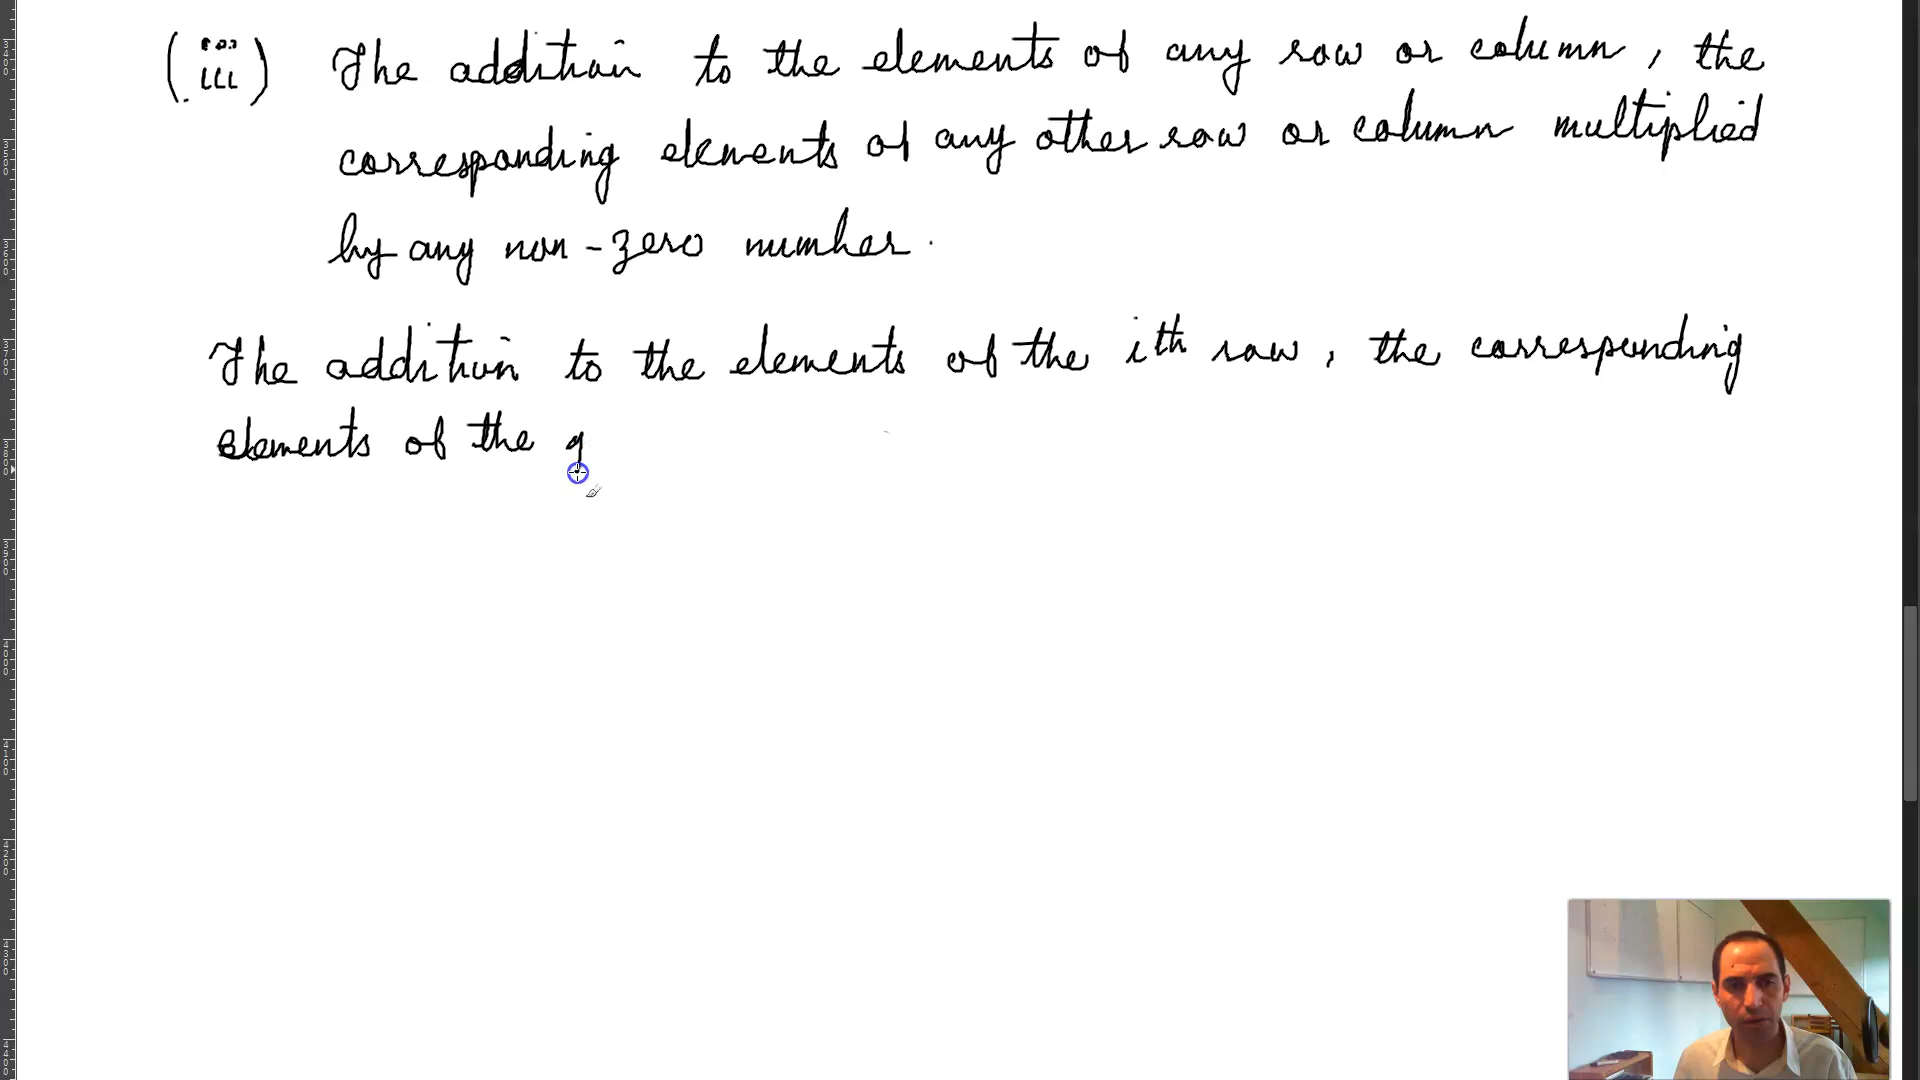 (iii) The addition to the elements of any row or column, the
corresponding elements of any other row or column multiplied
by any non-zero number.
The addition to the elements of the ith row, the corresponding
elements of the